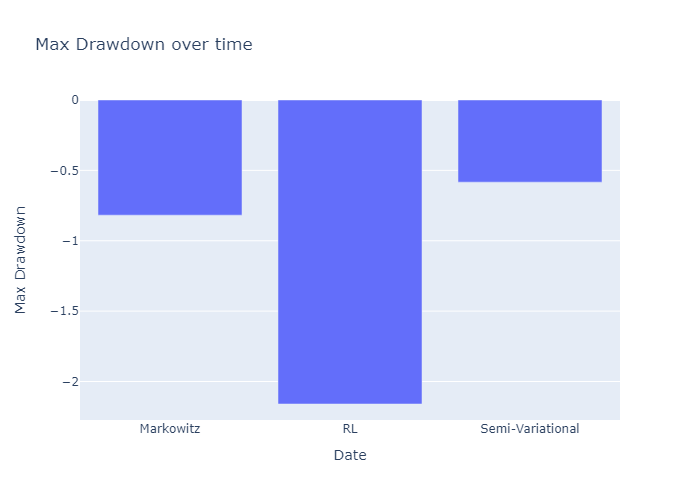 Max Drawdown over time
0
−0.5
−1
−1.5
−2
Max Drawdown
Markowitz
RL
Semi-Variational
Date